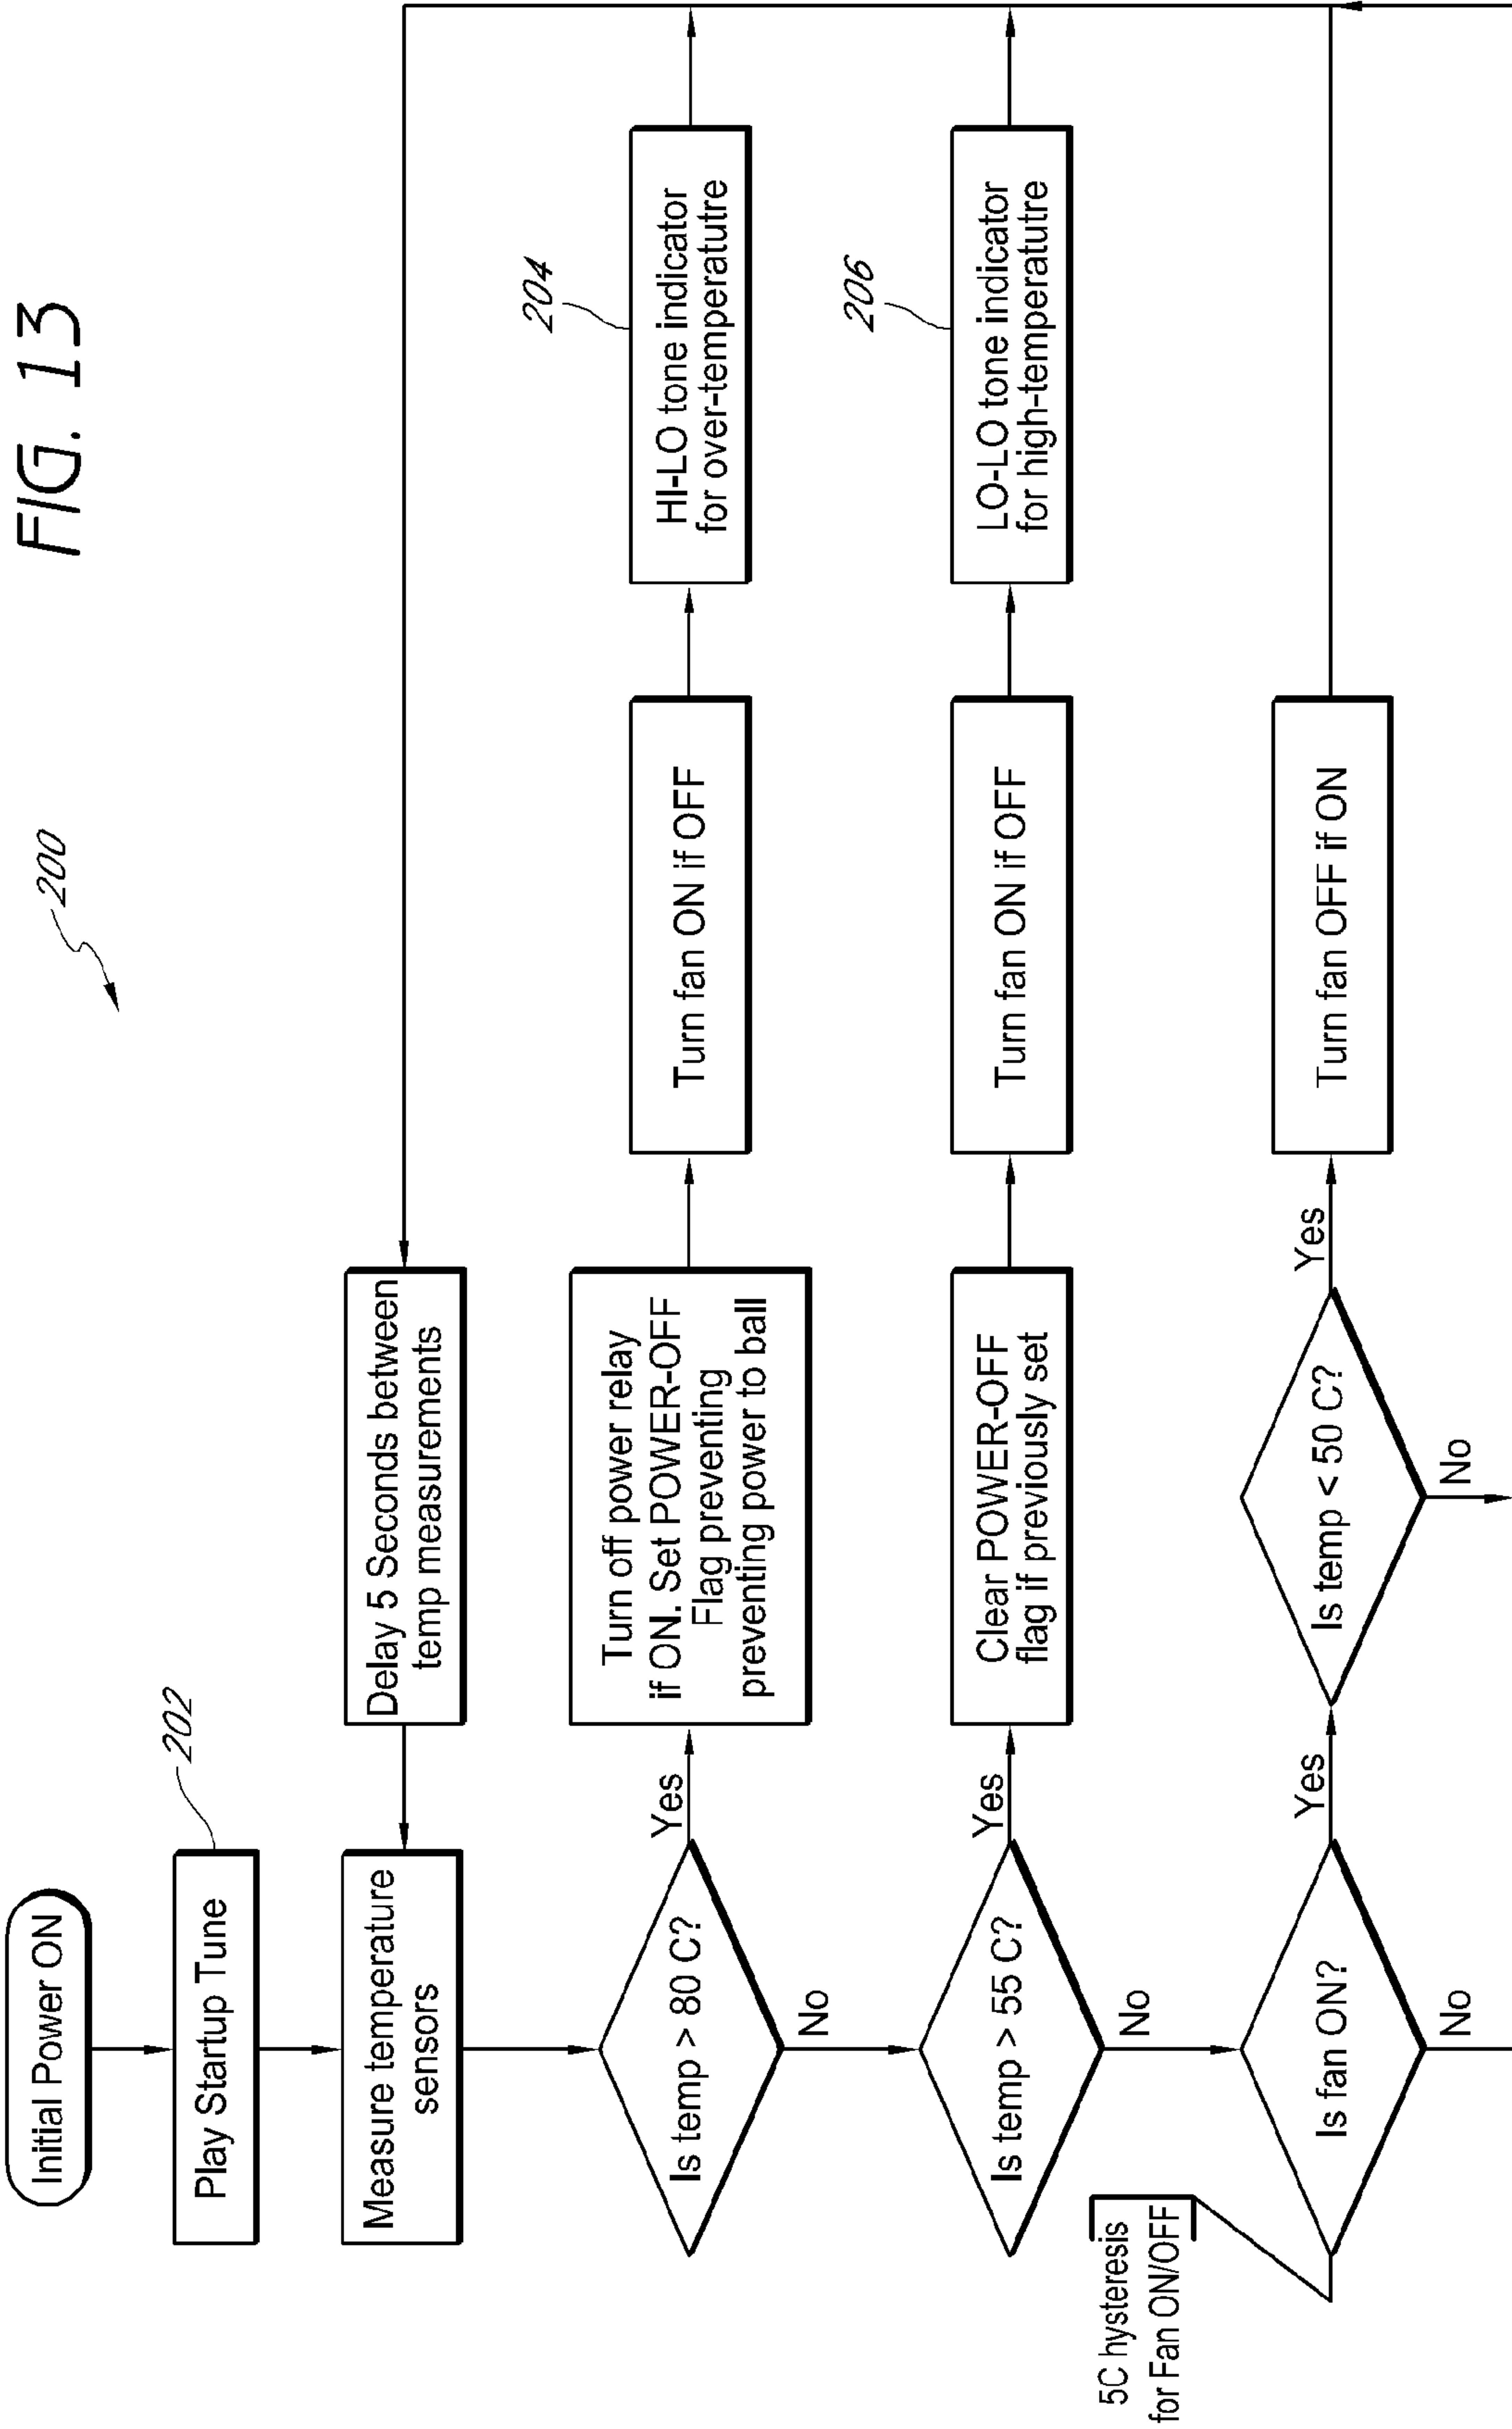 FIG. 13
200
Initial Power ON
Play Startup Tune
202
Measure temperature
sensors
Delay 5 Seconds between
temp measurements
Is temp > 80 C?
Yes
No
Turn off power relay
if ON. Set POWER-OFF
Flag preventing
preventing power to ball
Turn fan ON if OFF
HI-LO tone indicator
for over-temperatutre
204
Is temp > 55 C?
Yes
No
Clear POWER-OFF
flag if previously set
Turn fan ON if OFF
LO-LO tone indicator
for high-temperatutre
206
5C hysteresis
for Fan ON/OFF
Is fan ON?
Yes
No
Is temp < 50 C?
Yes
No
Turn fan OFF if ON